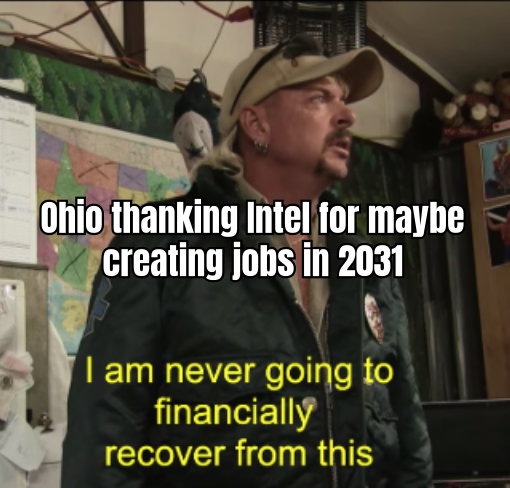 Ohio thanking Intel for maybe
creating jobs in 2031
I am never going to
financially
recover from this